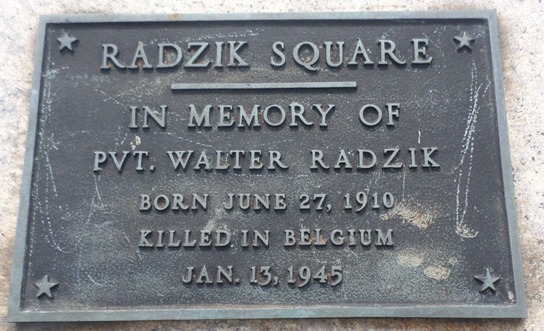 RADZIK SQUARE
IN MEMORY OF
PVT. WALTER RADZIK
BORN JUNE 27, 1910
KILLED IN BELGIUM
JAN. 13, 1945